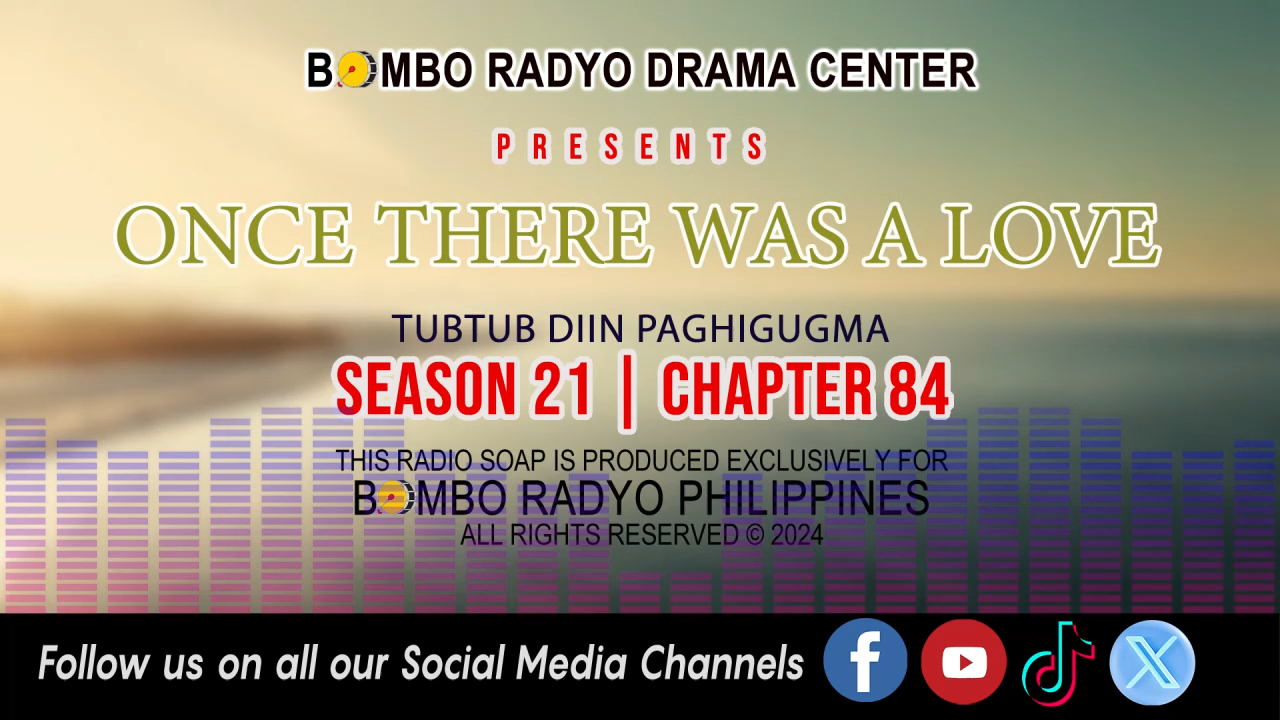 BOMBO RADYO DRAMA CENTER
PRESENTS
ONCE THERE WAS A LOVE
TUBTUB DIIN PAGHIGUGMA
SEASON 21 | CHAPTER 84
THIS RADIO SOAP IS PRODUCED EXCLUSIVELY FOR
BOMBO RADYO PHILIPPINES
ALL RIGHTS RESERVED © 2024
Follow us on all our Social Media Channels